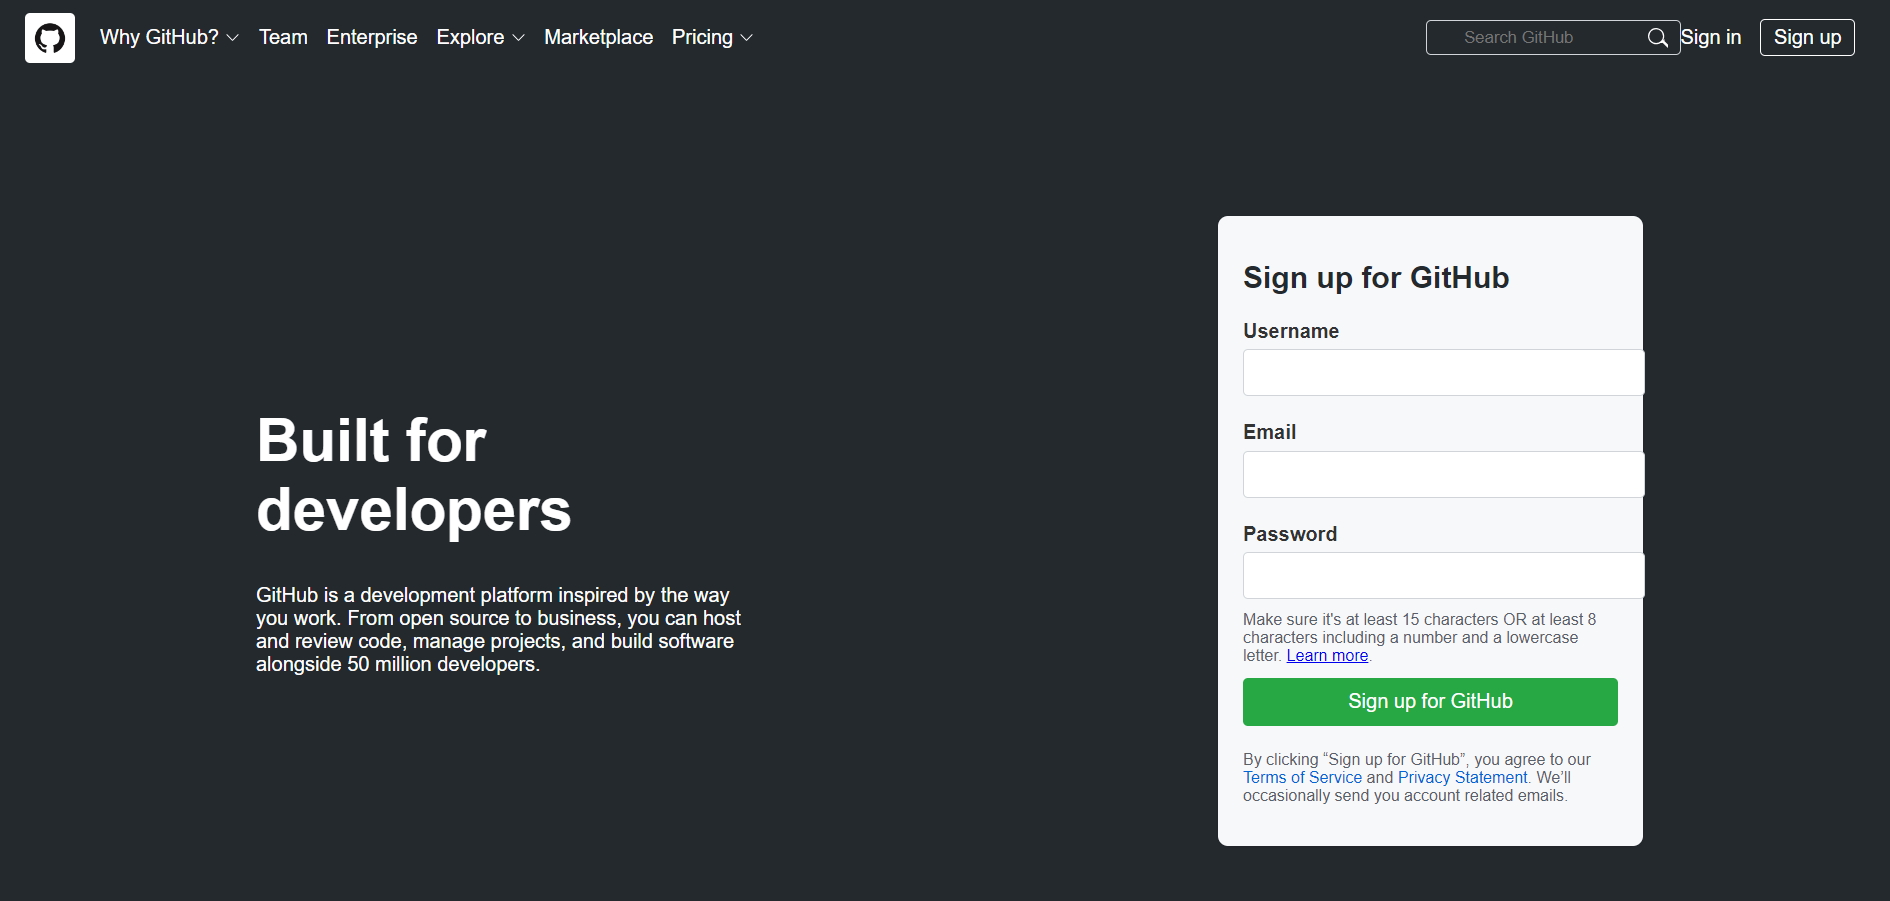 Why GitHub? Team Enterprise Explore Marketplace Pricing Search GitHub Sign in Sign up
Built for
developers
GitHub is a development platform inspired by the way
you work. From open source to business, you can host
and review code, manage projects, and build software
alongside 50 million developers.
Sign up for GitHub
Username
Email
Password
Make sure it's at least 15 characters OR at least 8
characters including a number and a lowercase
letter. Learn more.
Sign up for GitHub
By clicking “Sign up for GitHub”, you agree to our
Terms of Service and Privacy Statement. We’ll
occasionally send you account related emails.